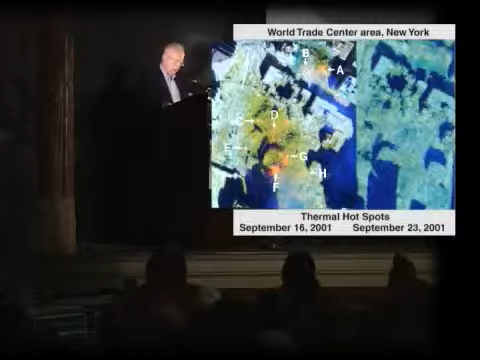 World Trade Center area, New York
B
A
D
C
E
G
H
F
Thermal Hot Spots
September 16, 2001 September 23, 2001